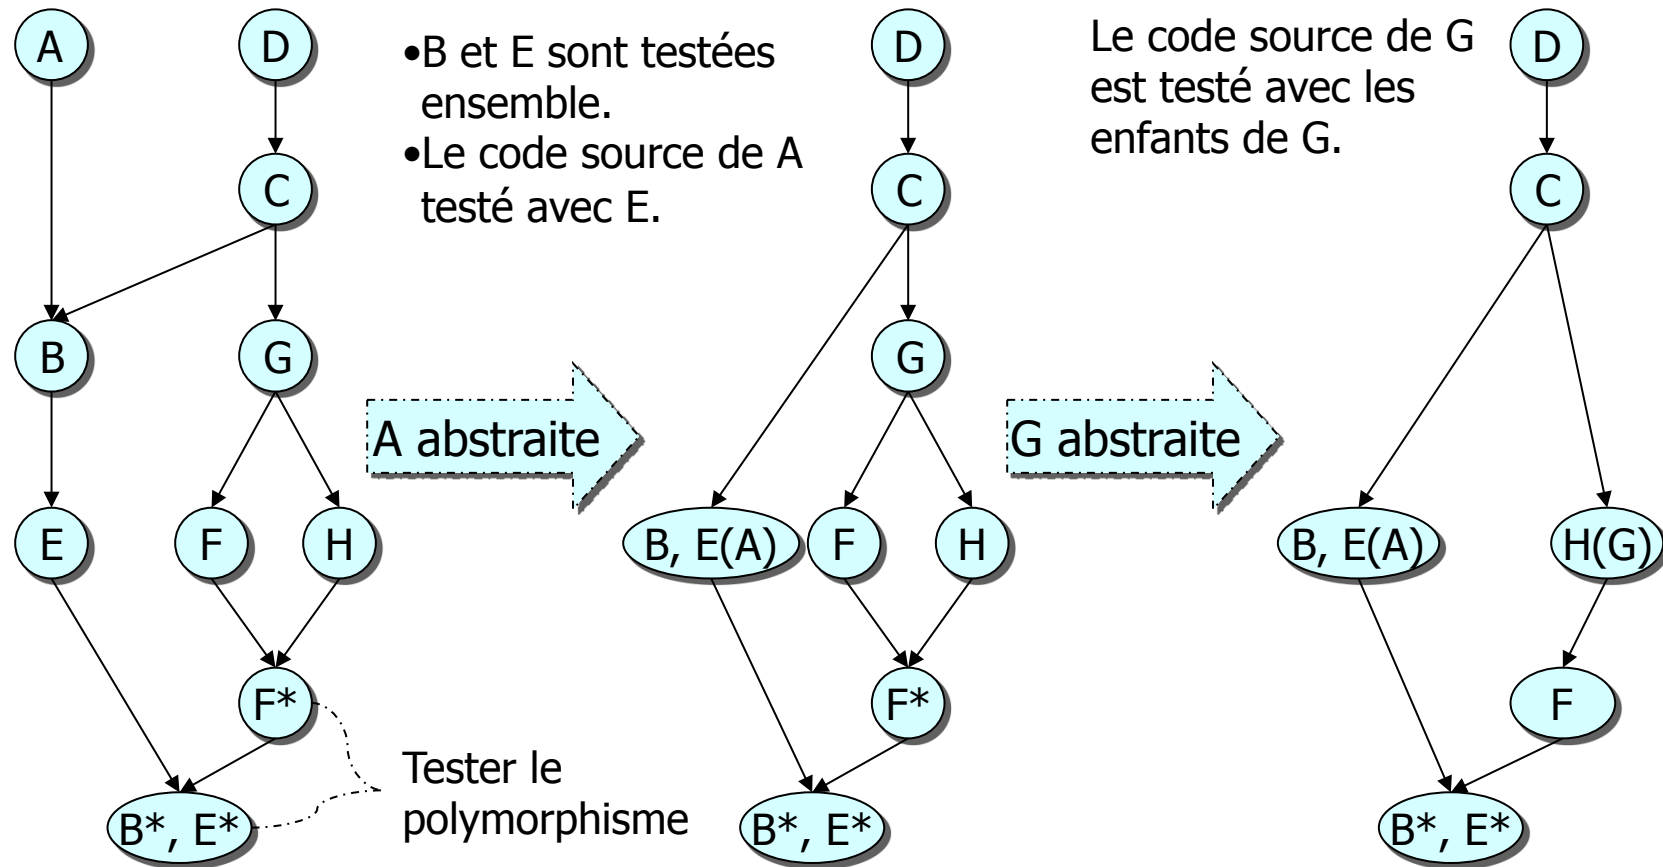 A
D
•B et E sont testées
ensemble.
•Le code source de A
testé avec E.
D
Le code source de G
est testé avec les
enfants de G.
D
C
C
C
B
G
G
A abstraite
G abstraite
E
F
H
B, E(A)
F
H
B, E(A)
H(G)
F*
F*
F
Tester le
polymorphisme
B*, E*
B*, E*
B*, E*